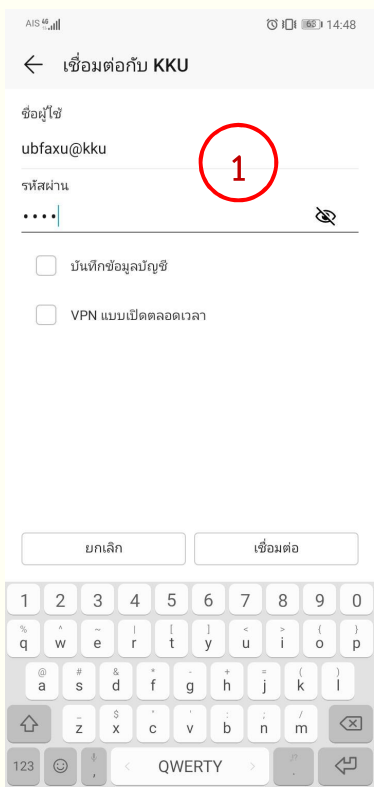 AIS 4G 63 14:48
เชื่อมต่อกับ KKU
ชื่อผู้ใช้
ubfaxu@kku
1
รหัสผ่าน
••••
บันทึกข้อมูลบัญชี
VPN แบบเปิดตลอดเวลา
ยกเลิก เชื่อมต่อ
1 2 3 4 5 6 7 8 9 0
% ^ ~ | [ ] < > { }
q w e r t y u i o p
@ # & * - + = ( )
a s d f g h j k l
_ $ " ' : ; /
z x c v b n m
123 , < QWERTY > .